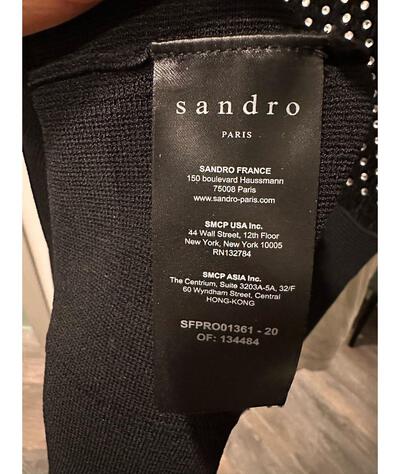 sandro
PARIS
SANDRO FRANCE
150 boulevard Haussmann
75008 Paris
www.sandro-paris.com
SMCP USA Inc.
44 Wall Street, 12th Floor
New York, New York 10005
RN132784
SMCP ASIA Inc.
The Centrium, Suite 3203A-5A, 32/F
60 Wyndham Street, Central
HONG-KONG
SFPRO01361 - 20
OF: 134484